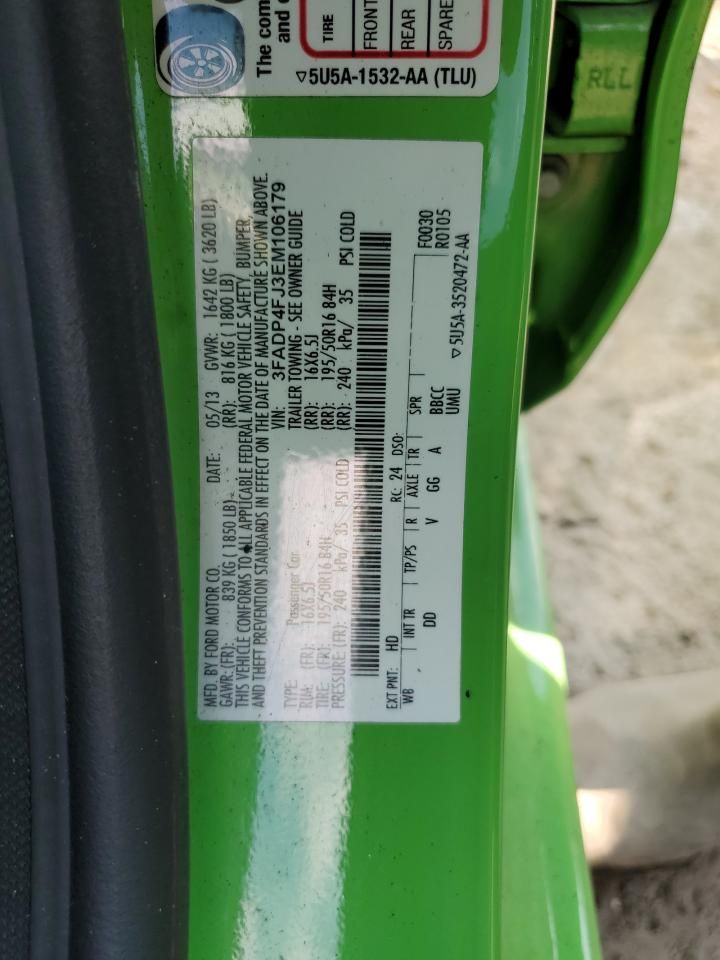 The com
and c
TIRE
FRONT
REAR
SPARE
▽5U5A-1532-AA (TLU)
RLL
MFD. BY FORD MOTOR CO. DATE: 05/13 GVWR: 1642 KG ( 3620 LB)
GAWR:(FR): 839 KG ( 1850 LB) (RR): 816 KG ( 1800 LB)
THIS VEHICLE CONFORMS TO ALL APPLICABLE FEDERAL MOTOR VEHICLE SAFETY, BUMPER,
AND THEFT PREVENTION STANDARDS IN EFFECT ON THE DATE OF MANUFACTURE SHOWN ABOVE.
VIN: 3FADP4FJ3EM106179
TYPE: Passenger Car TRAILER TOWING - SEE OWNER GUIDE
RIM: (FR): 16X6.5J (RR): 16X6.5J
TIRE: (FR): 195/50R16 84H (RR): 195/50R16 84H
PRESSURE:(FR): 240 kPa/ 35 PSI COLD (RR): 240 kPa/ 35 PSI COLD
EXT PNT: HD RC: 24 DSO: F0030
R0105
WB INT TR TP/PS R AXLE TR SPR
DD V GG A BBCC
UMU
▽5U5A-3520472-AA